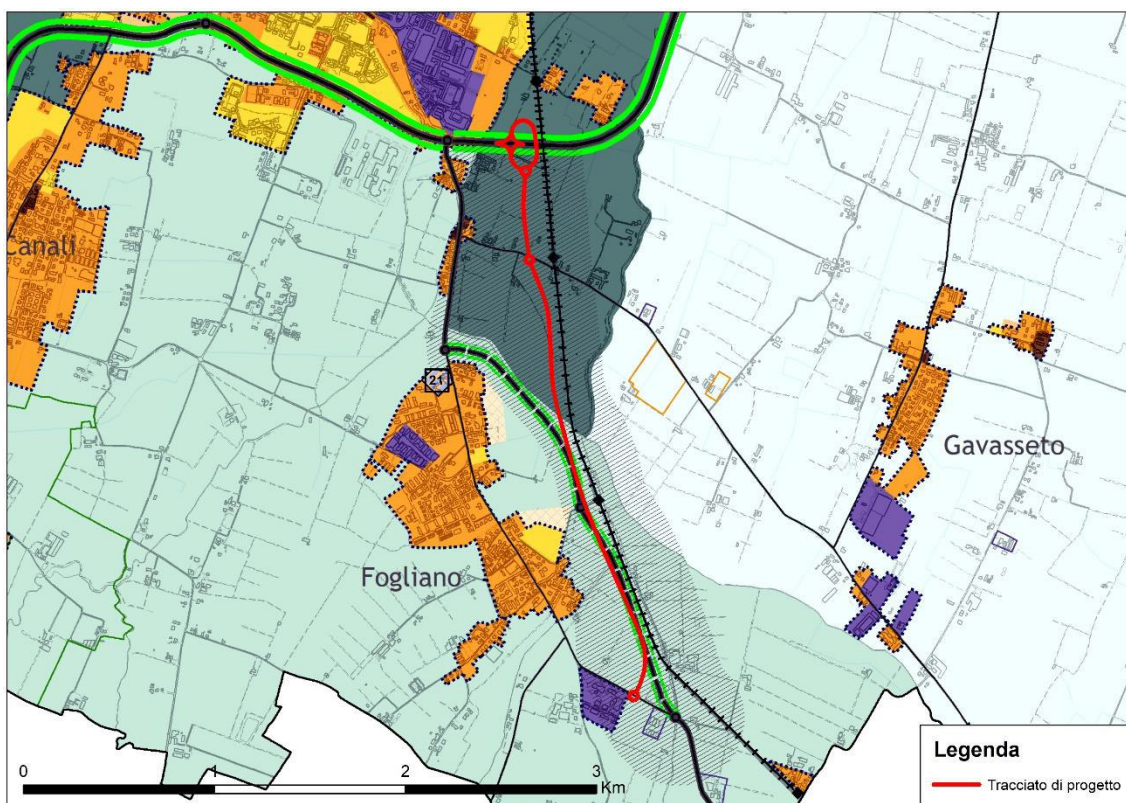 Canali
21
Gavasseto
Fogliano
Legenda
Tracciato di progetto
0 1 2 3
Km